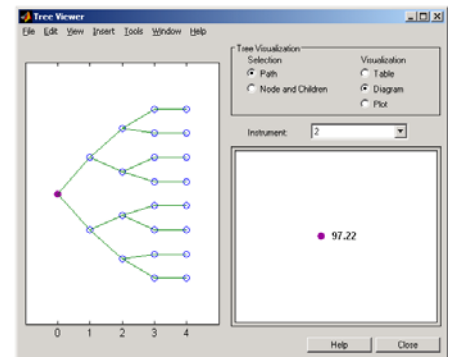 Tree Viewer
File Edit View Insert Tools Window Help
Tree Visualization
Selection Visualization
Path Table
Node and Children Diagram
Plot
Instrument: 2
97.22
0 1 2 3 4
Help Close